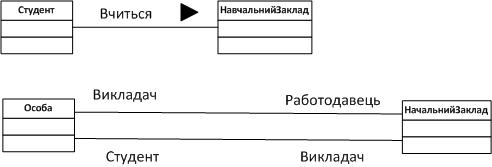 Студент Вчиться НавчальнийЗаклад
Викладач Работодавець
Особа НачальнийЗаклад
Студент Викладач